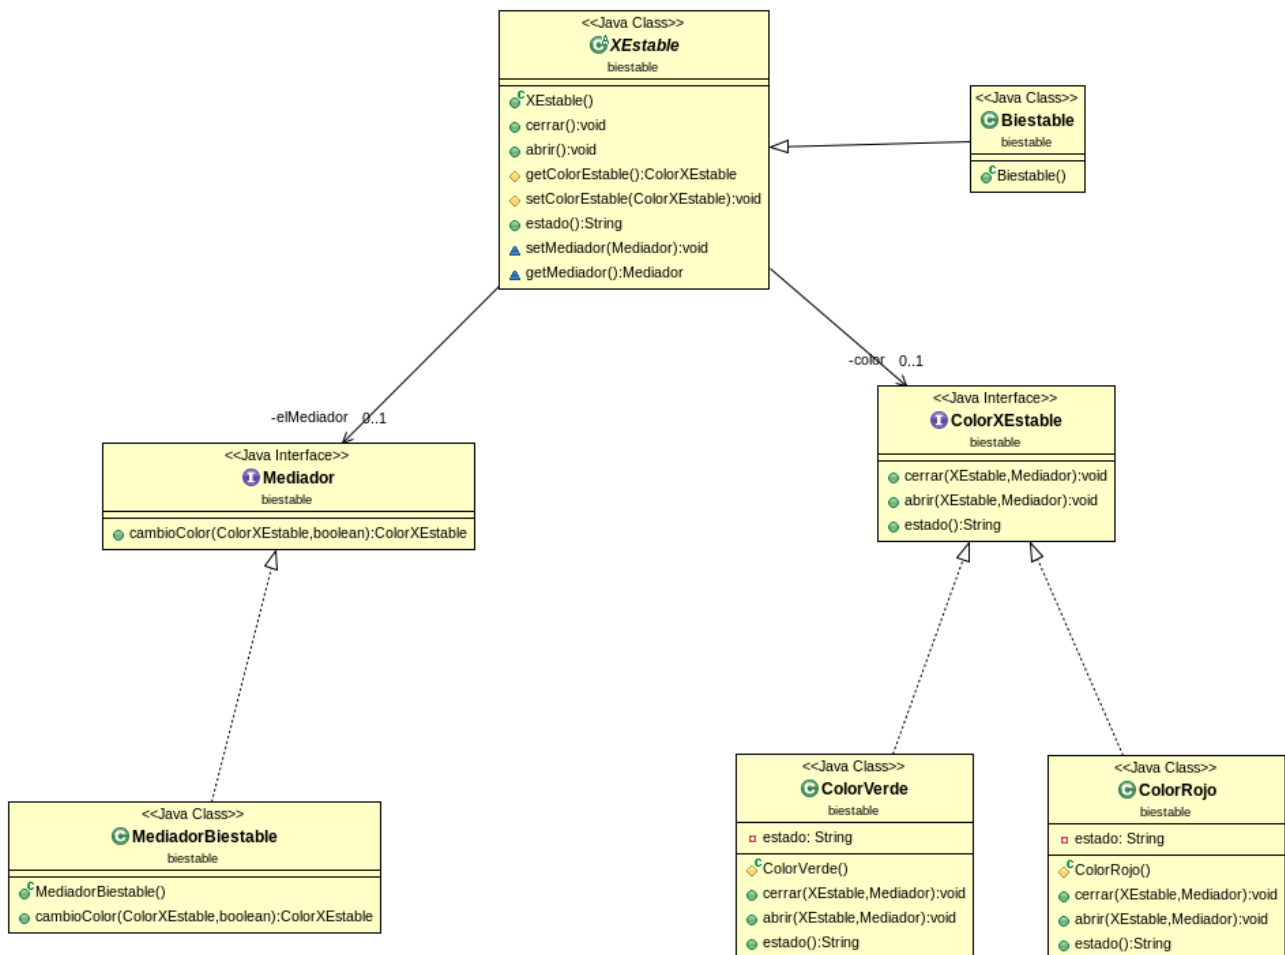 <<Java Class>>
XEstable
biestable
XEstable()
cerrar():void
abrir():void
getColorEstable():ColorXEstable
setColorEstable(ColorXEstable):void
estado():String
setMediador(Mediador):void
getMediador():Mediador
<<Java Class>>
Biestable
biestable
Biestable()
-elMediador 0..1
-color 0..1
<<Java Interface>>
Mediador
biestable
cambioColor(ColorXEstable,boolean):ColorXEstable
<<Java Interface>>
ColorXEstable
biestable
cerrar(XEstable,Mediador):void
abrir(XEstable,Mediador):void
estado():String
<<Java Class>>
MediadorBiestable
biestable
MediadorBiestable()
cambioColor(ColorXEstable,boolean):ColorXEstable
<<Java Class>>
ColorVerde
biestable
estado: String
ColorVerde()
cerrar(XEstable,Mediador):void
abrir(XEstable,Mediador):void
estado():String
<<Java Class>>
ColorRojo
biestable
estado: String
ColorRojo()
cerrar(XEstable,Mediador):void
abrir(XEstable,Mediador):void
estado():String